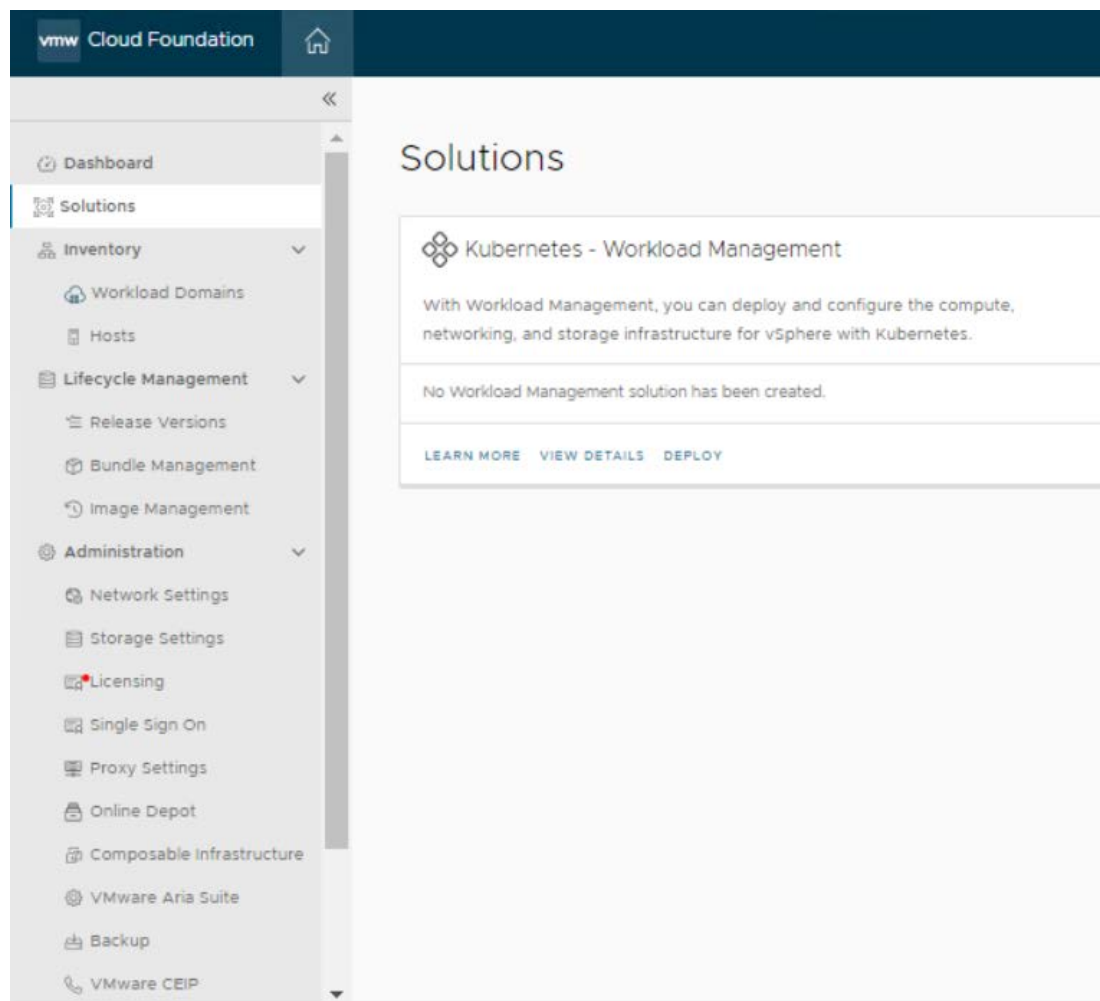 vmw Cloud Foundation
Dashboard
Solutions
Inventory
Workload Domains
Hosts
Lifecycle Management
Release Versions
Bundle Management
Image Management
Administration
Network Settings
Storage Settings
Licensing
Single Sign On
Proxy Settings
Online Depot
Composable Infrastructure
VMware Aria Suite
Backup
VMware CEIP
Solutions
Kubernetes - Workload Management
With Workload Management, you can deploy and configure the compute,
networking, and storage infrastructure for vSphere with Kubernetes.
No Workload Management solution has been created.
LEARN MORE VIEW DETAILS DEPLOY